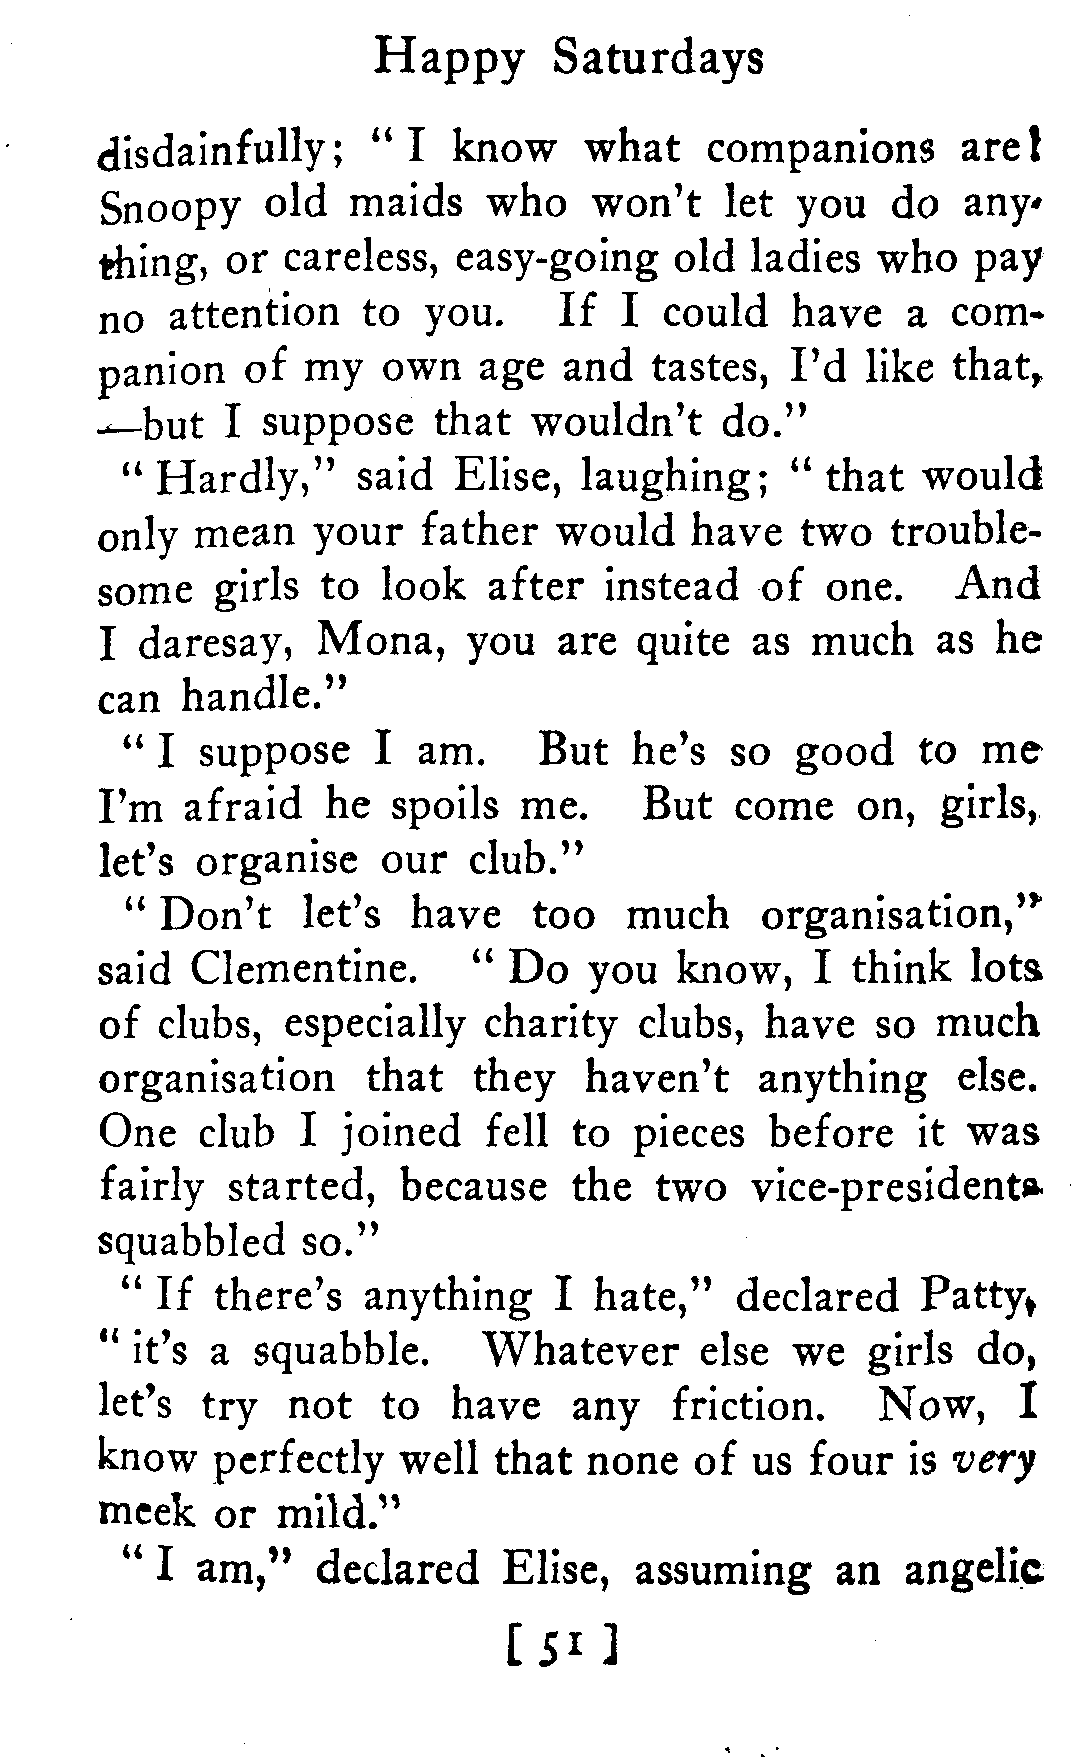 Happy Saturdays
disdainfully; " I know what companions are!
Snoopy old maids who won't let you do any-
thing, or careless, easy-going old ladies who pay
no attention to you. If I could have a com-
panion of my own age and tastes, I'd like that,
—but I suppose that wouldn't do."
" Hardly," said Elise, laughing; " that would
only mean your father would have two trouble-
some girls to look after instead of one. And
I daresay, Mona, you are quite as much as he
can handle."
" I suppose I am. But he's so good to me
I'm afraid he spoils me. But come on, girls,
let's organise our club."
" Don't let's have too much organisation,"
said Clementine. " Do you know, I think lots
of clubs, especially charity clubs, have so much
organisation that they haven't anything else.
One club I joined fell to pieces before it was
fairly started, because the two vice-presidents
squabbled so."
" If there's anything I hate," declared Patty,
" it's a squabble. Whatever else we girls do,
let's try not to have any friction. Now, I
know perfectly well that none of us four is very
meek or mild."
" I am," declared Elise, assuming an angelic
[ 51 ]